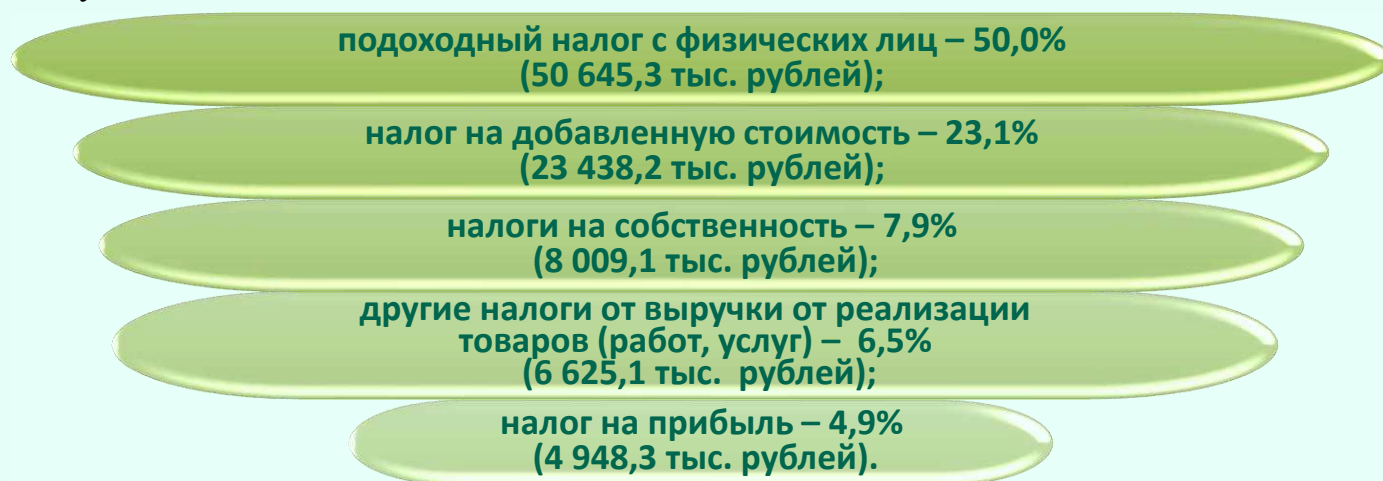 подоходный налог с физических лиц – 50,0%
(50 645,3 тыс. рублей);
налог на добавленную стоимость – 23,1%
(23 438,2 тыс. рублей);
налоги на собственность – 7,9%
(8 009,1 тыс. рублей);
другие налоги от выручки от реализации
товаров (работ, услуг) – 6,5%
(6 625,1 тыс. рублей);
налог на прибыль – 4,9%
(4 948,3 тыс. рублей).